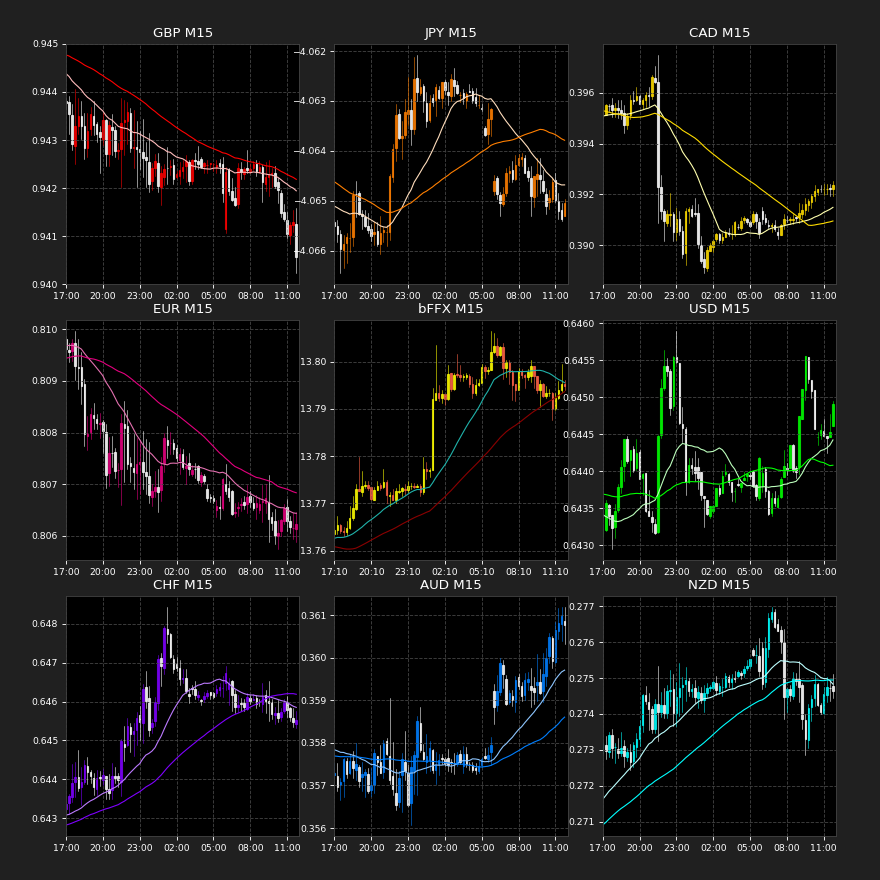 GBP M15
0.945
0.944
0.943
0.942
0.941
0.940
17:00 20:00 23:00 02:00 05:00 08:00 11:00
JPY M15
4.062
4.063
4.064
4.065
4.066
17:00 20:00 23:00 02:00 05:00 08:00 11:00
CAD M15
0.396
0.394
0.392
0.390
17:00 20:00 23:00 02:00 05:00 08:00 11:00
EUR M15
0.810
0.809
0.808
0.807
0.806
17:00 20:00 23:00 02:00 05:00 08:00 11:00
bFFX M15
13.80
13.79
13.78
13.77
13.76
17:10 20:10 23:10 02:10 05:10 08:10 11:10
USD M15
0.6460
0.6455
0.6450
0.6445
0.6440
0.6435
0.6430
17:00 20:00 23:00 02:00 05:00 08:00 11:00
CHF M15
0.648
0.647
0.646
0.645
0.644
0.643
17:00 20:00 23:00 02:00 05:00 08:00 11:00
AUD M15
0.361
0.360
0.359
0.358
0.357
0.356
17:00 20:00 23:00 02:00 05:00 08:00 11:00
NZD M15
0.277
0.276
0.275
0.274
0.273
0.272
0.271
17:00 20:00 23:00 02:00 05:00 08:00 11:00